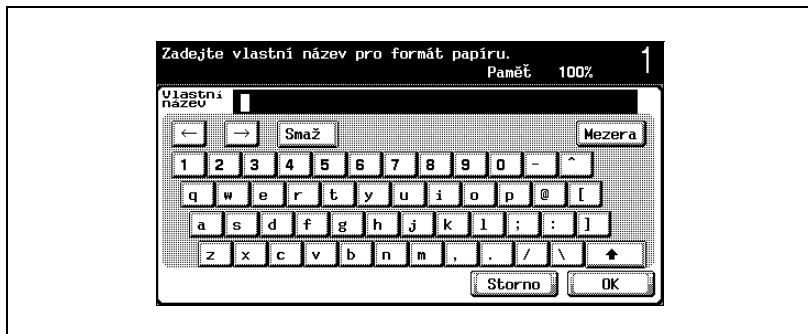 Zadejte vlastní název pro formát papíru.
Paměť 100% 1
Vlastní
název
← → Smaž Mezera
1 2 3 4 5 6 7 8 9 0 - ^
q w e r t y u i o p @ [
a s d f g h j k l ; : ]
z x c v b n m , . / \ ↑
Storno OK